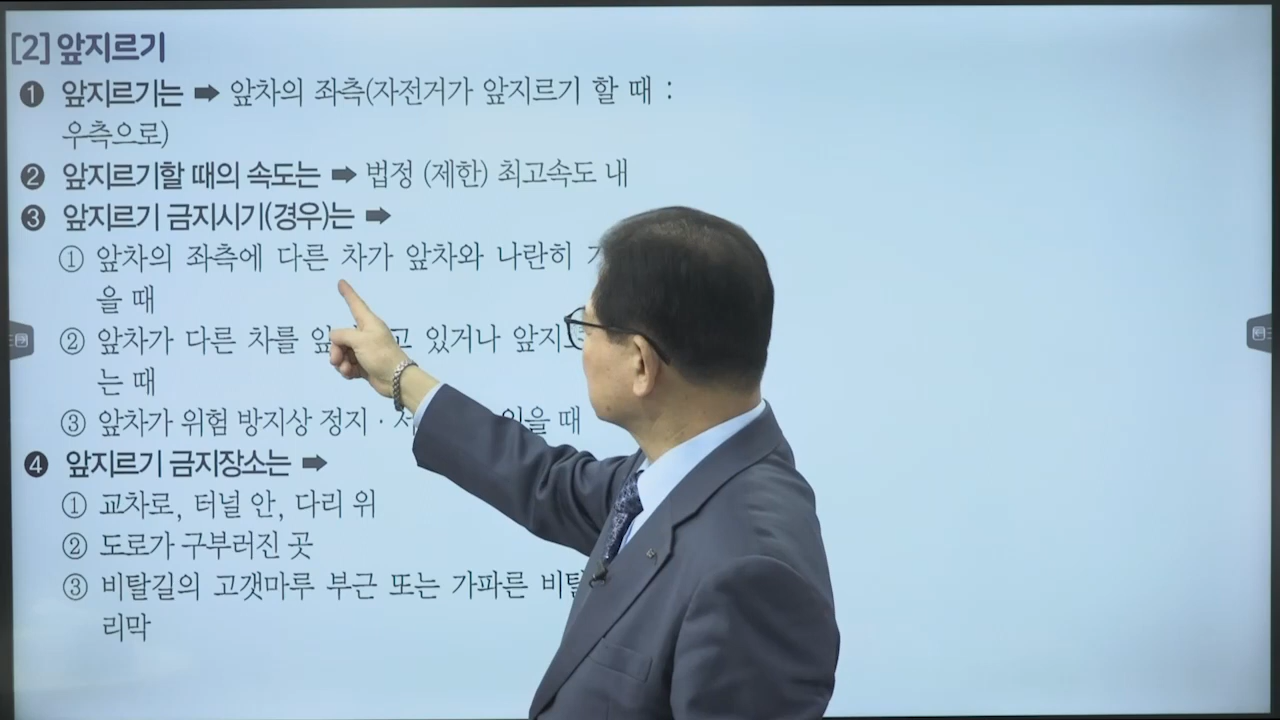 [2] 앞지르기
❶ 앞지르기는 ➡ 앞차의 좌측(자전거가 앞지르기 할 때 :
우측으로)
❷ 앞지르기할 때의 속도는 ➡ 법정 (제한) 최고속도 내
❸ 앞지르기 금지시기(경우)는 ➡
① 앞차의 좌측에 다른 차가 앞차와 나란히
을 때
② 앞차가 다른 차를 있거나
는 때
③ 앞차가 위험 방지상 정지 · 있을 때
❹ 앞지르기 금지장소는 ➡
① 교차로, 터널 안, 다리 위
② 도로가 구부러진 곳
③ 비탈길의 고갯마루 부근 또는 가파른
리막